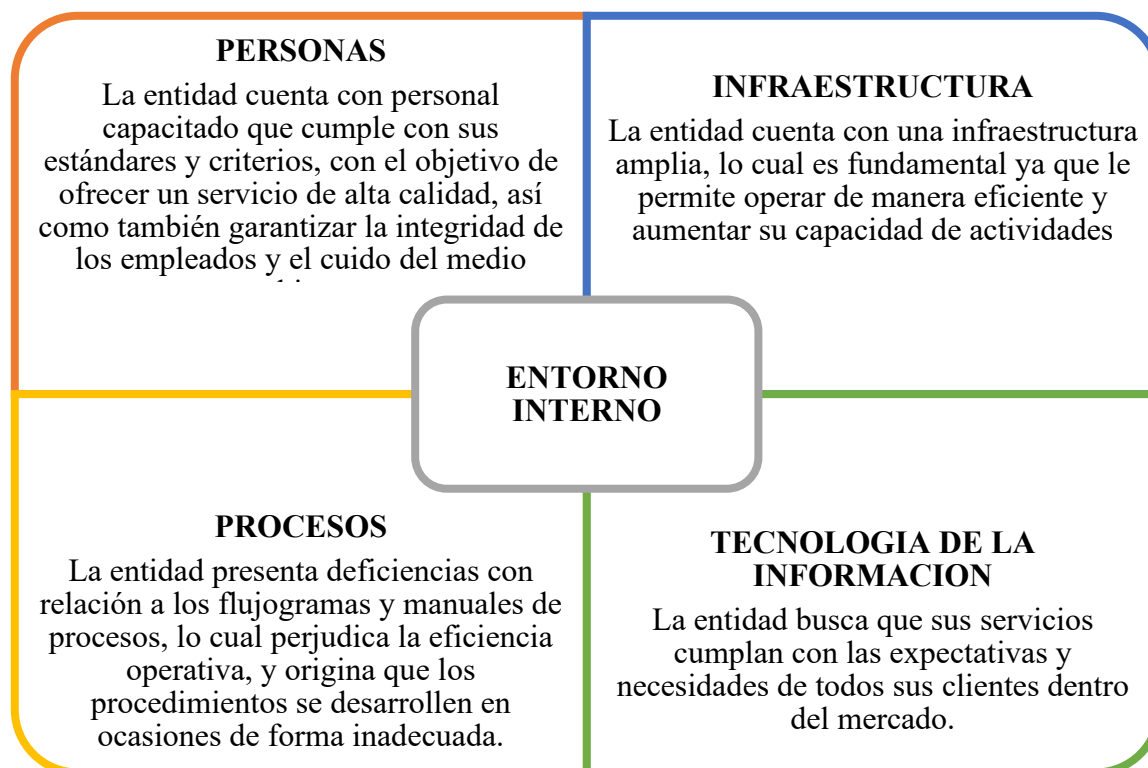 PERSONAS
La entidad cuenta con personal
capacitado que cumple con sus
estándares y criterios, con el objetivo de
ofrecer un servicio de alta calidad, así
como también garantizar la integridad de
los empleados y el cuido del medio
INFRAESTRUCTURA
La entidad cuenta con una infraestructura
amplia, lo cual es fundamental ya que le
permite operar de manera eficiente y
aumentar su capacidad de actividades
ENTORNO
INTERNO
PROCESOS
La entidad presenta deficiencias con
relación a los flujogramas y manuales de
procesos, lo cual perjudica la eficiencia
operativa, y origina que los
procedimientos se desarrollen en
ocasiones de forma inadecuada.
TECNOLOGIA DE LA
INFORMACION
La entidad busca que sus servicios
cumplan con las expectativas y
necesidades de todos sus clientes dentro
del mercado.